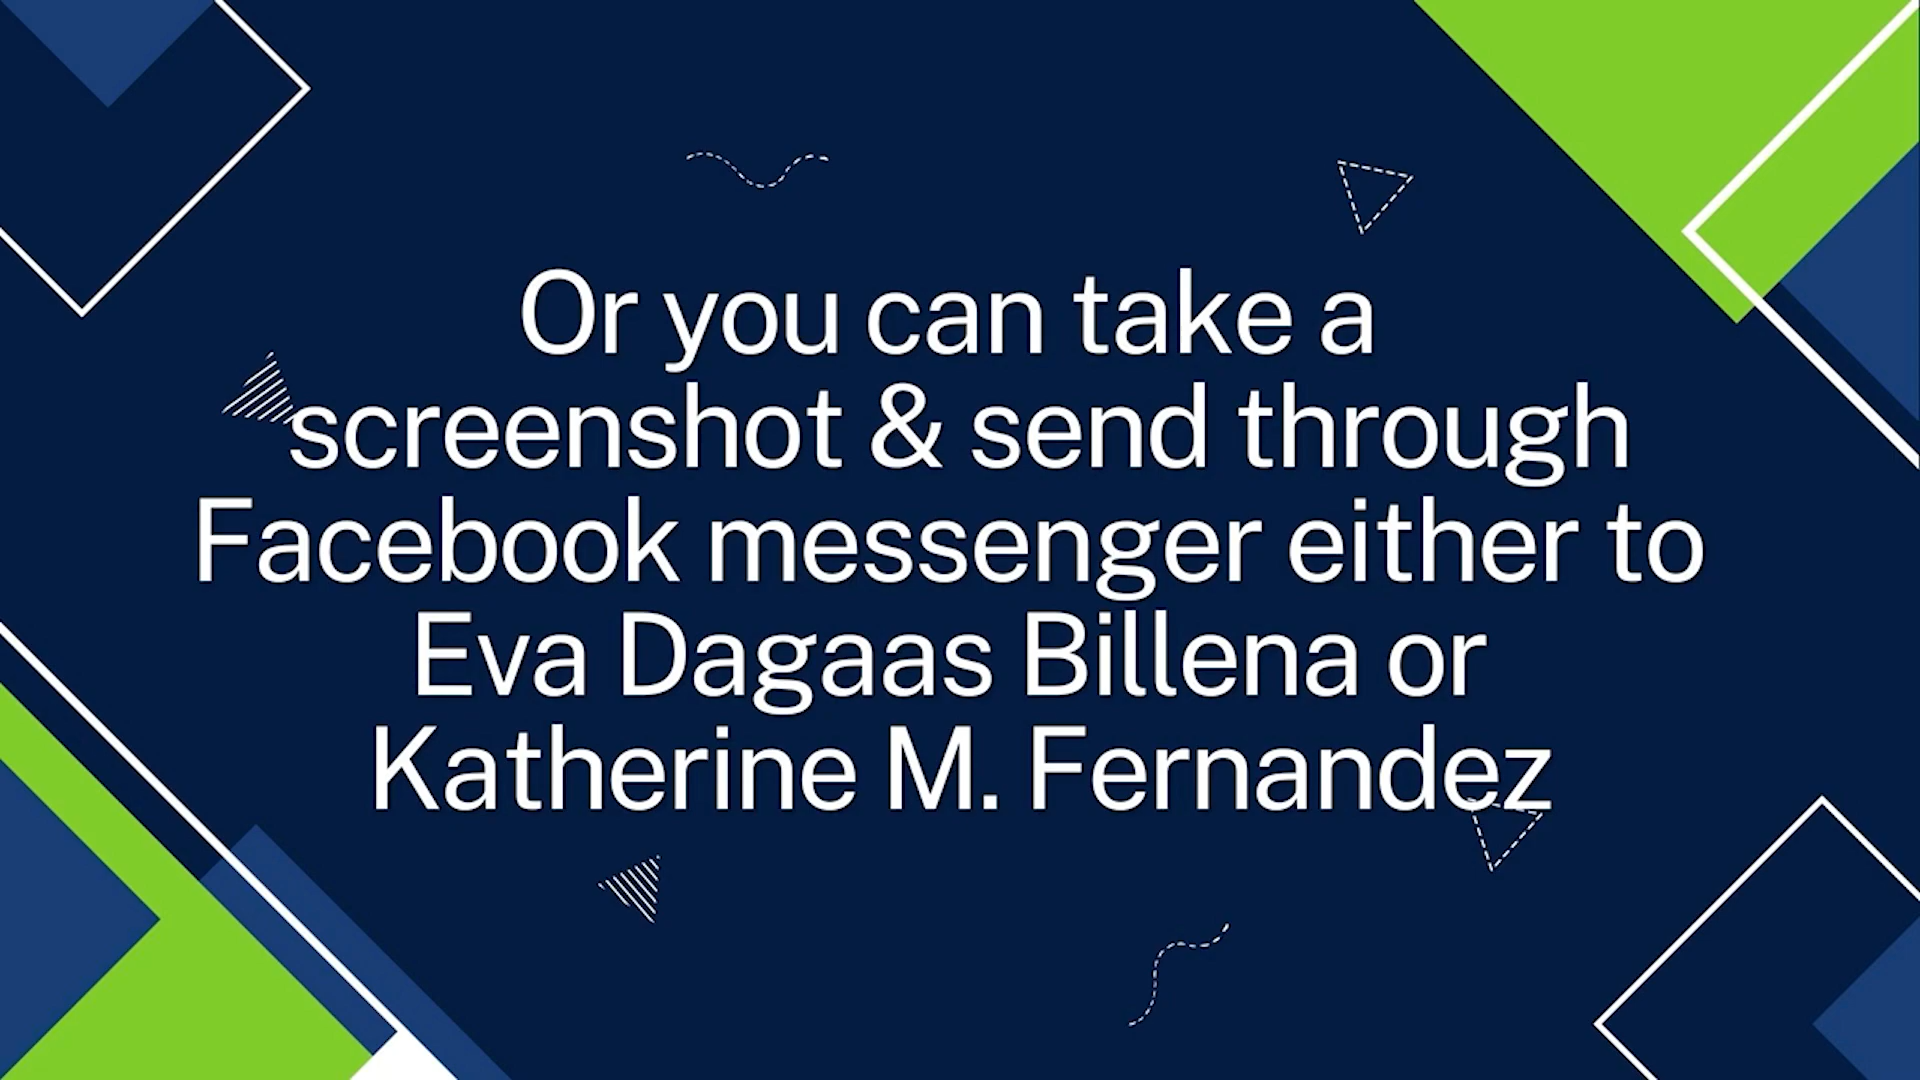 Or you can take a
screenshot & send through
Facebook messenger either to
Eva Dagaas Billena or
Katherine M. Fernandez